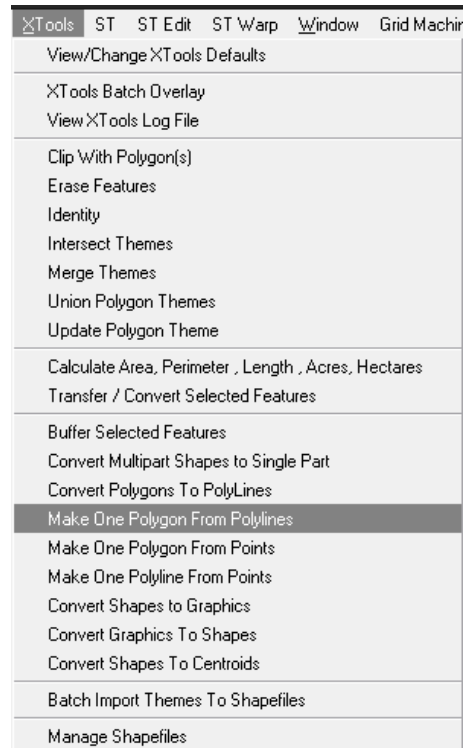 XTools ST ST Edit ST Warp Window Grid Machin
View/Change XTools Defaults
XTools Batch Overlay
View XTools Log File
Clip With Polygon(s)
Erase Features
Identity
Intersect Themes
Merge Themes
Union Polygon Themes
Update Polygon Theme
Calculate Area, Perimeter , Length , Acres, Hectares
Transfer / Convert Selected Features
Buffer Selected Features
Convert Multipart Shapes to Single Part
Convert Polygons To PolyLines
Make One Polygon From Polylines
Make One Polygon From Points
Make One Polyline From Points
Convert Shapes to Graphics
Convert Graphics To Shapes
Convert Shapes To Centroids
Batch Import Themes To Shapefiles
Manage Shapefiles